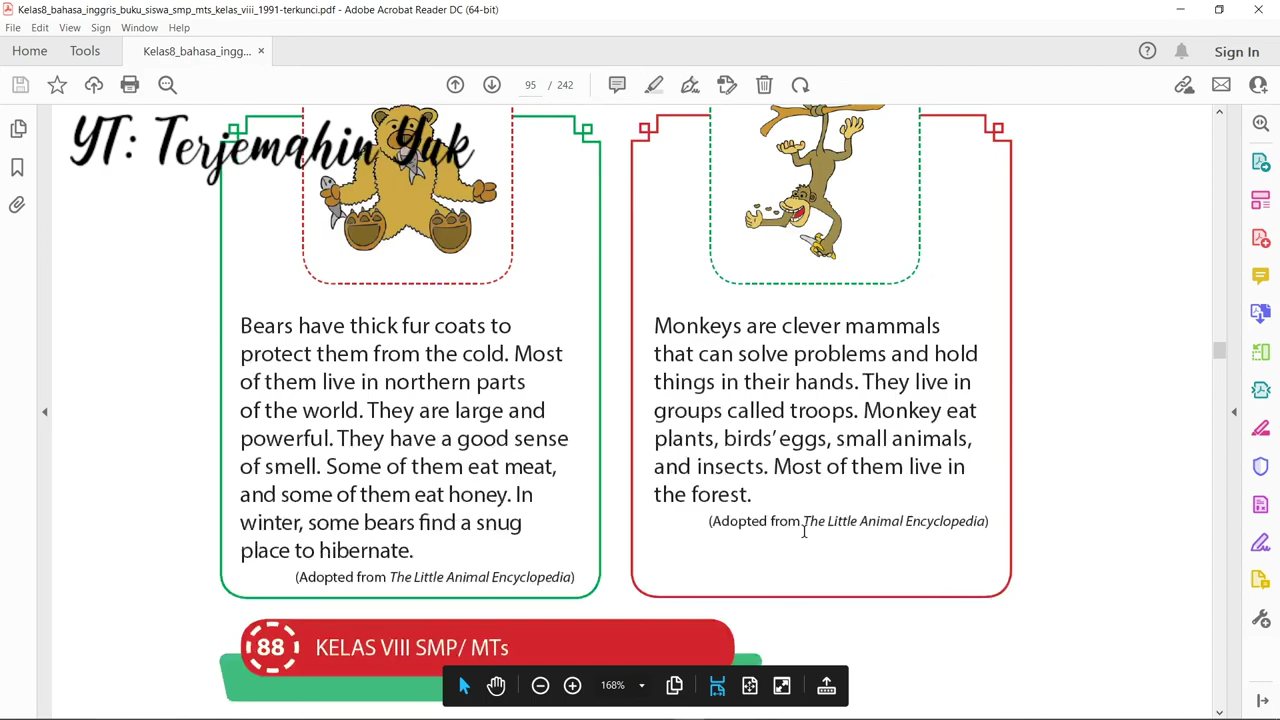 Kelas8_bahasa_inggris_buku_siswa_smp_mts_kelas_viii_1991-terkunci.pdf - Adobe Acrobat Reader DC (64-bit)
File Edit View Sign Window Help
Home Tools Kelas8_bahasa_ingg... × Sign In
95 / 242
YT: Terjemahin Yuk
Bears have thick fur coats to
protect them from the cold. Most
of them live in northern parts
of the world. They are large and
powerful. They have a good sense
of smell. Some of them eat meat,
and some of them eat honey. In
winter, some bears find a snug
place to hibernate.
(Adopted from The Little Animal Encyclopedia)
Monkeys are clever mammals
that can solve problems and hold
things in their hands. They live in
groups called troops. Monkey eat
plants, birds’ eggs, small animals,
and insects. Most of them live in
the forest.
(Adopted from The Little Animal Encyclopedia)
88 KELAS VIII SMP/ MTs
168%